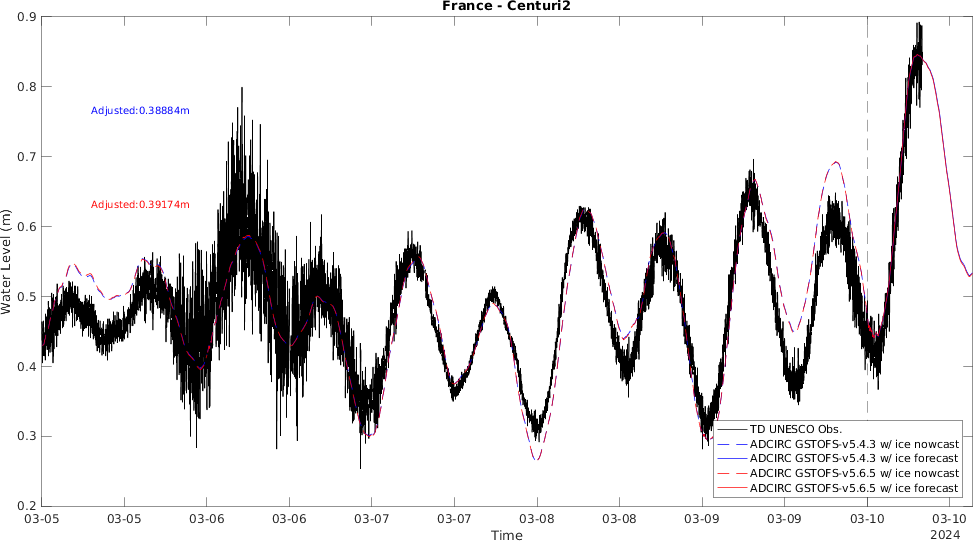 France - Centuri2
0.9
0.8
0.7
0.6
0.5
0.4
0.3
0.2
Water Level (m)
Adjusted:0.38884m
Adjusted:0.39174m
TD UNESCO Obs.
ADCIRC GSTOFS-v5.4.3 w/ ice nowcast
ADCIRC GSTOFS-v5.4.3 w/ ice forecast
ADCIRC GSTOFS-v5.6.5 w/ ice nowcast
ADCIRC GSTOFS-v5.6.5 w/ ice forecast
03-05 03-05 03-06 03-06 03-07 03-07 03-08 03-08 03-09 03-09 03-10 03-10
2024
Time